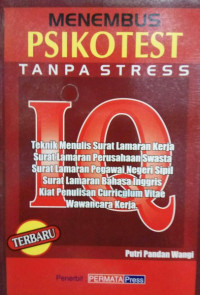 MENEMBUS
PSIKOTEST
TANPA STRESS
IQ
Teknik Menulis Surat Lamaran Kerja
Surat Lamaran Perusahaan Swasta
Surat Lamaran Pegawai Negeri Sipil
Surat Lamaran Bahasa Inggris
Kiat Penulisan Curriculum Vitae
Wawancara Kerja
TERBARU
Putri Pandan Wangi
Penerbit PERMATA Press